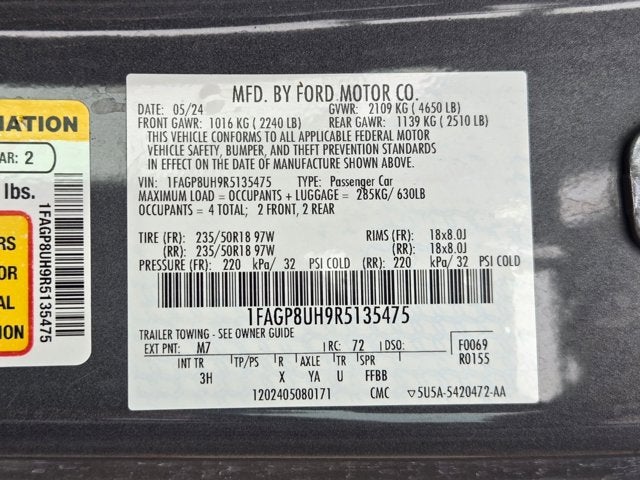 MFD. BY FORD MOTOR CO.
DATE: 05/24 GVWR: 2109 KG ( 4650 LB)
FRONT GAWR: 1016 KG ( 2240 LB) REAR GAWR: 1139 KG ( 2510 LB)
THIS VEHICLE CONFORMS TO ALL APPLICABLE FEDERAL MOTOR
VEHICLE SAFETY, BUMPER, AND THEFT PREVENTION STANDARDS
IN EFFECT ON THE DATE OF MANUFACTURE SHOWN ABOVE.
VIN: 1FAGP8UH9R5135475 TYPE: Passenger Car
MAXIMUM LOAD = OCCUPANTS + LUGGAGE = 285KG/ 630LB
OCCUPANTS = 4 TOTAL; 2 FRONT, 2 REAR
TIRE (FR): 235/50R18 97W RIMS (FR): 18x8.0J
(RR): 235/50R18 97W (RR): 18x8.0J
PRESSURE (FR): 220 kPa/ 32 PSI COLD (RR): 220 kPa/ 32 PSI COLD
1FAGP8UH9R5135475
TRAILER TOWING - SEE OWNER GUIDE
EXT PNT: M7 RC: 72 DSO: F0069
R0155
INT TR TP/PS R AXLE TR SPR
3H X YA U FFBB
1202405080171 CMC ▽5U5A-5420472-AA
MATION
AR: 2
lbs.
RS
OR
AL
ON
1FAGP8UH9R5135475